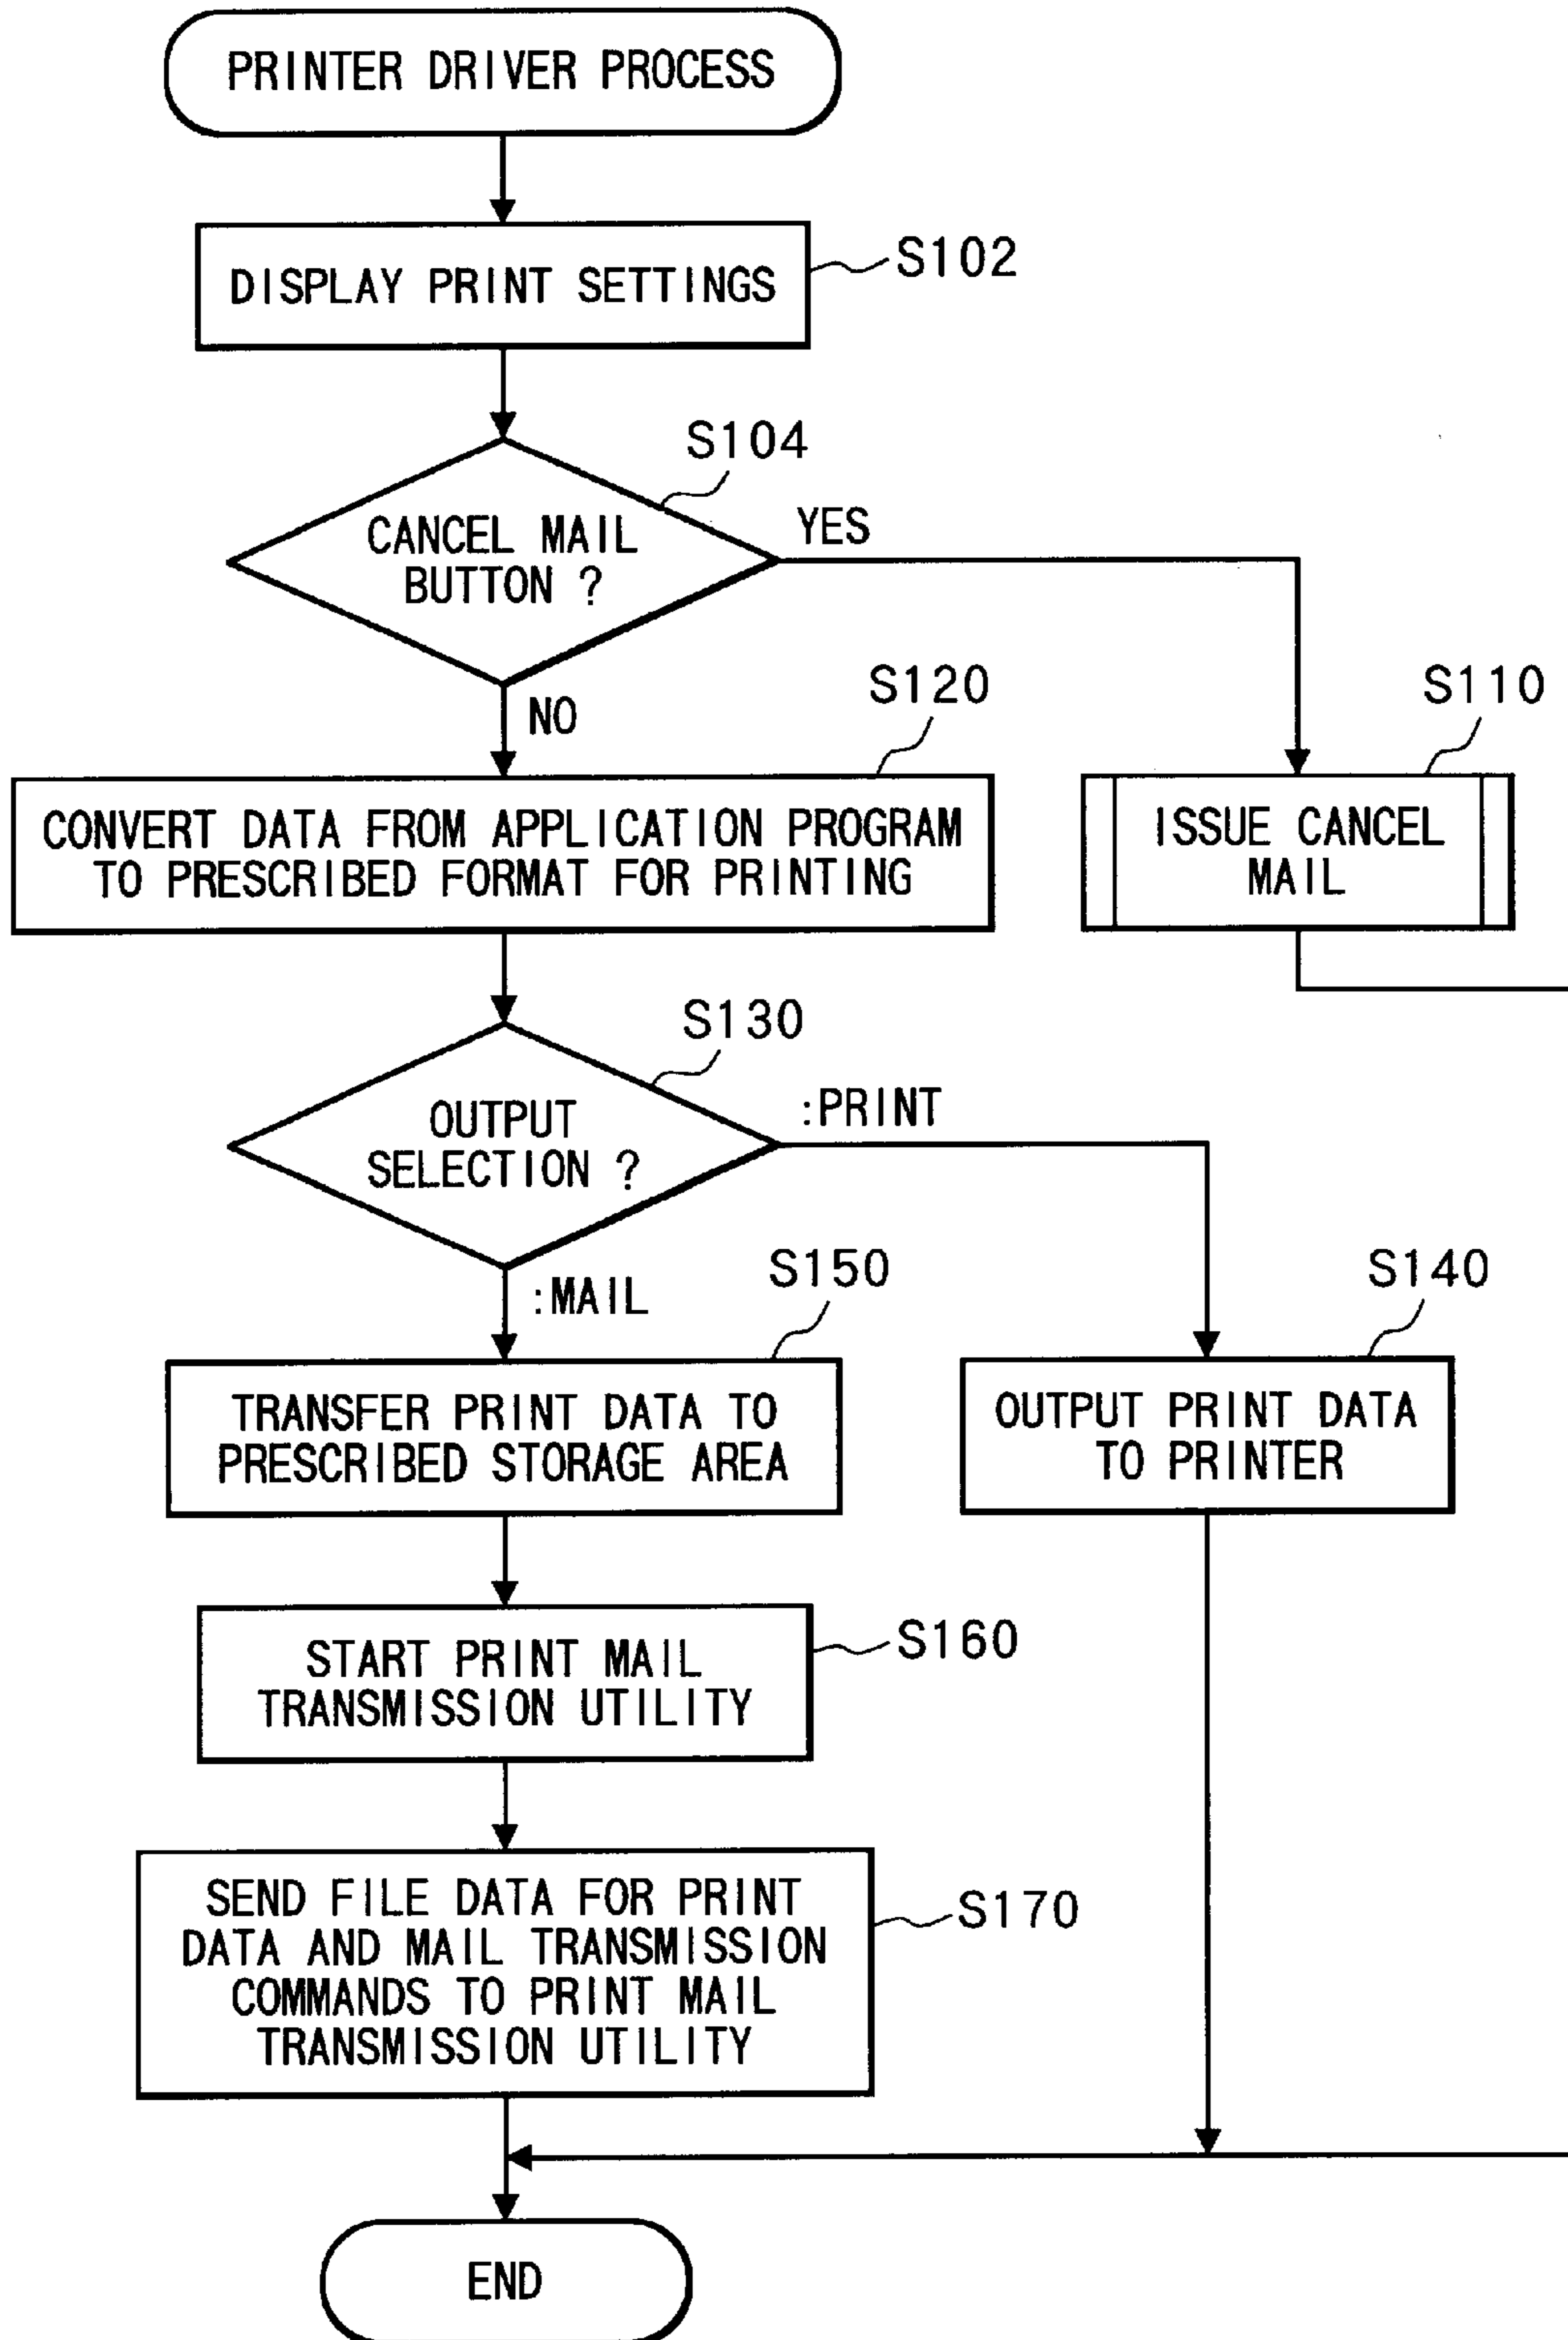 PRINTER DRIVER PROCESS
DISPLAY PRINT SETTINGS
S102
S104
CANCEL MAIL
BUTTON ?
YES
NO
S120
CONVERT DATA FROM APPLICATION PROGRAM
TO PRESCRIBED FORMAT FOR PRINTING
S110
ISSUE CANCEL
MAIL
S130
OUTPUT
SELECTION ?
:PRINT
:MAIL
S150
TRANSFER PRINT DATA TO
PRESCRIBED STORAGE AREA
S140
OUTPUT PRINT DATA
TO PRINTER
START PRINT MAIL
TRANSMISSION UTILITY
S160
SEND FILE DATA FOR PRINT
DATA AND MAIL TRANSMISSION
COMMANDS TO PRINT MAIL
TRANSMISSION UTILITY
S170
END